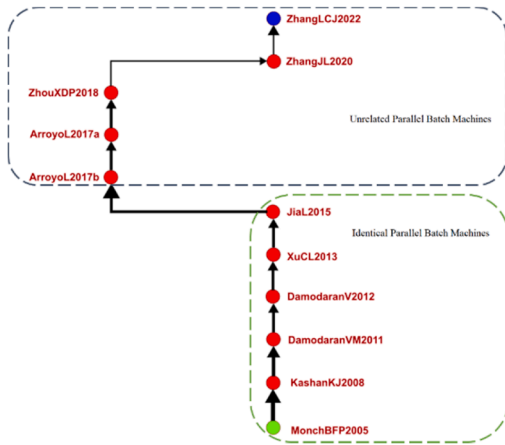 ZhangLCJ2022
ZhangJL2020
ZhouXDP2018
Unrelated Parallel Batch Machines
ArroyoL2017a
ArroyoL2017b
JiaL2015
Identical Parallel Batch Machines
XuCL2013
DamodaranV2012
DamodaranVM2011
KashanKJ2008
MonchBFP2005